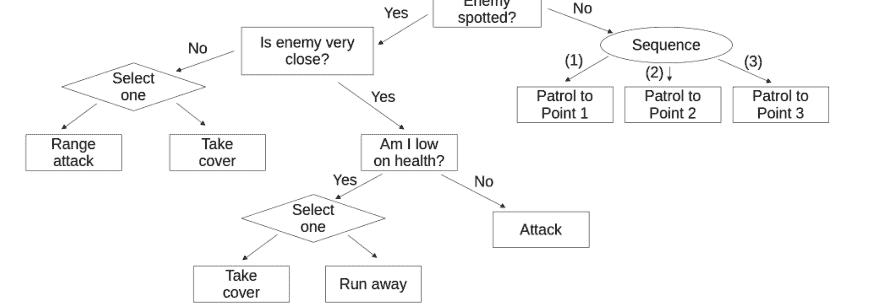 Enemy
spotted?
Yes
No
Is enemy very
close?
Sequence
No
(1)
(2)
(3)
Select
one
Yes
Patrol to
Point 1
Patrol to
Point 2
Patrol to
Point 3
Range
attack
Take
cover
Am I low
on health?
Yes
No
Select
one
Attack
Take
cover
Run away